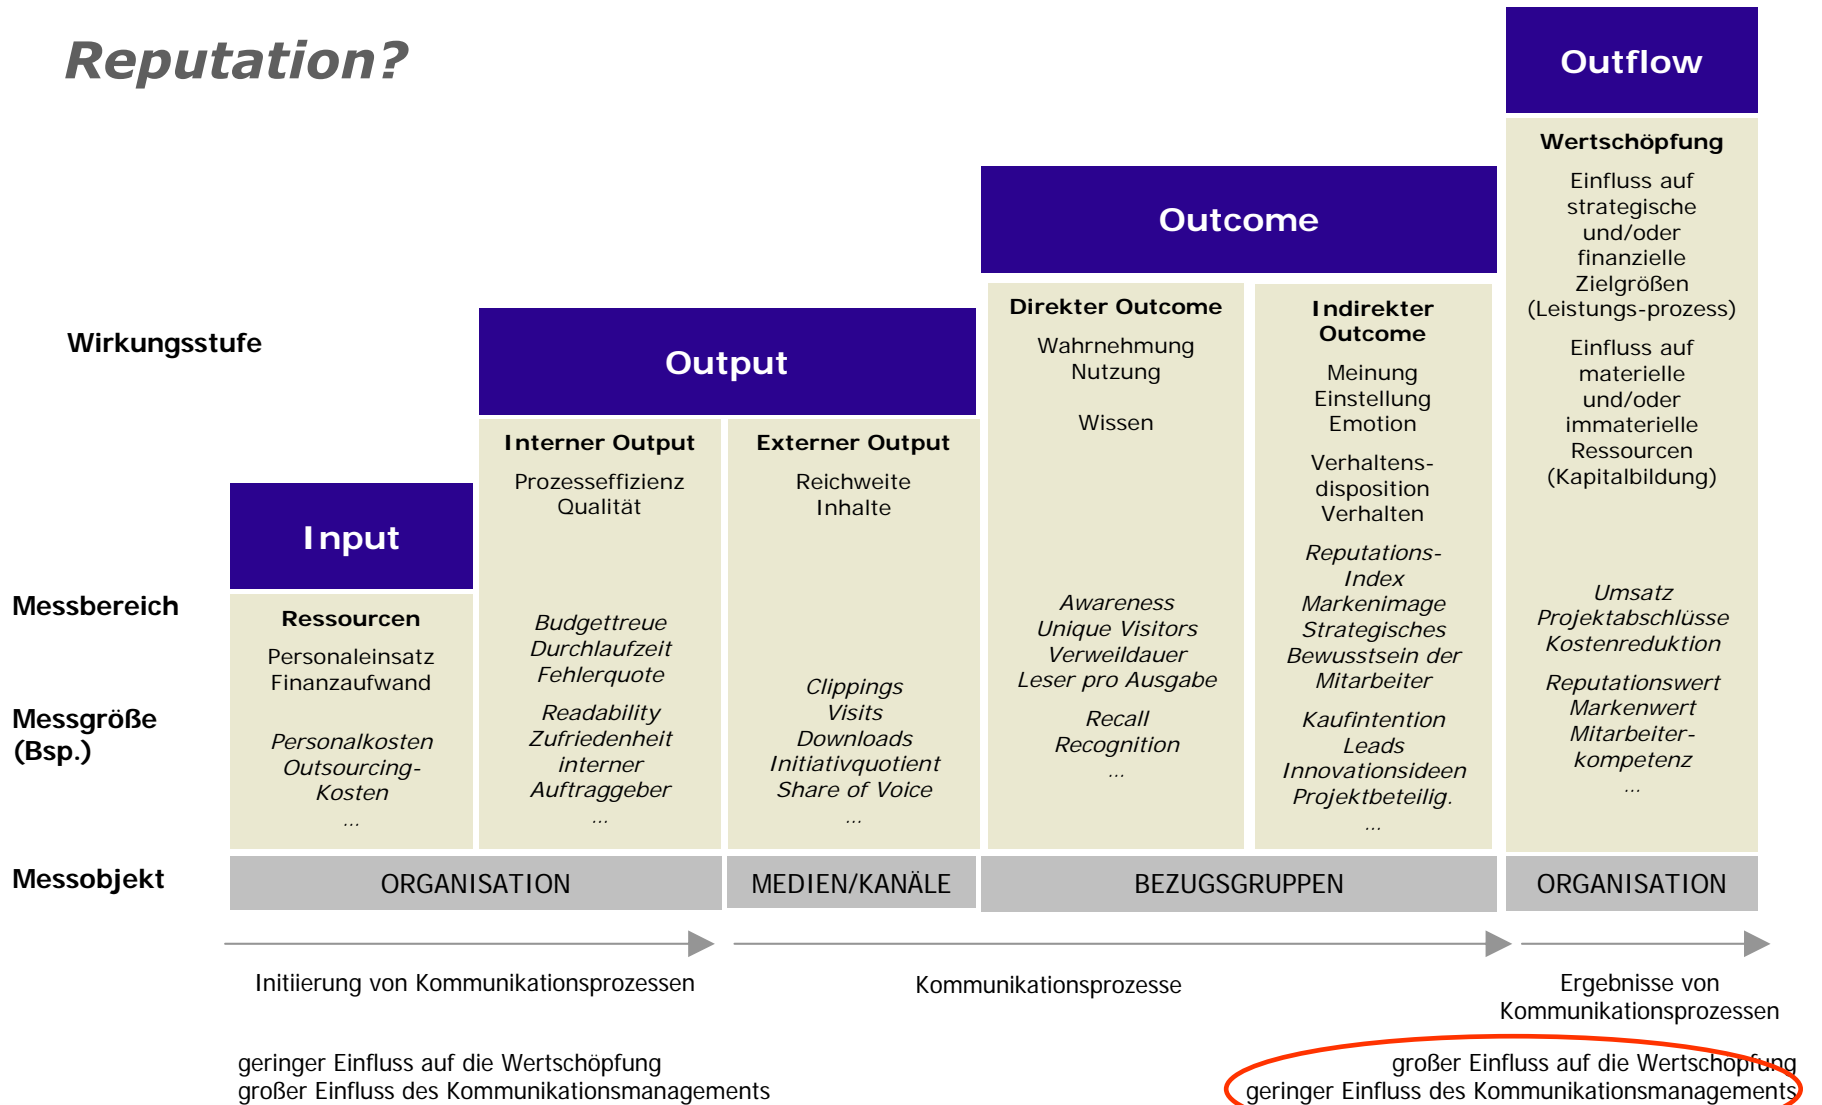 Reputation?
Wirkungsstufe
Messbereich
Messgröße
(Bsp.)
Messobjekt
Input
Ressourcen
Personaleinsatz
Finanzaufwand
Personalkosten
Outsourcing-
Kosten
...
Output
Interner Output
Prozesseffizienz
Qualität
Budgettreue
Durchlaufzeit
Fehlerquote
Readability
Zufriedenheit
interner
Auftraggeber
...
Externer Output
Reichweite
Inhalte
Clippings
Visits
Downloads
Initiativquotient
Share of Voice
...
Outcome
Direkter Outcome
Wahrnehmung
Nutzung
Wissen
Awareness
Unique Visitors
Verweildauer
Leser pro Ausgabe
Recall
Recognition
...
Indirekter
Outcome
Meinung
Einstellung
Emotion
Verhaltens-
disposition
Verhalten
Reputations-
Index
Markenimage
Strategisches
Bewusstsein der
Mitarbeiter
Kaufintention
Leads
Innovationsideen
Projektbeteilig.
...
Outflow
Wertschöpfung
Einfluss auf
strategische
und/oder
finanzielle
Zielgrößen
(Leistungs-prozess)
Einfluss auf
materielle
und/oder
immaterielle
Ressourcen
(Kapitalbildung)
Umsatz
Projektabschlüsse
Kostenreduktion
Reputationswert
Markenwert
Mitarbeiter-
kompetenz
...
ORGANISATION
MEDIEN/KANÄLE
BEZUGSGRUPPEN
ORGANISATION
Initiierung von Kommunikationsprozessen
Kommunikationsprozesse
Ergebnisse von
Kommunikationsprozessen
geringer Einfluss auf die Wertschöpfung
großer Einfluss des Kommunikationsmanagements
großer Einfluss auf die Wertschöpfung
geringer Einfluss des Kommunikationsmanagements